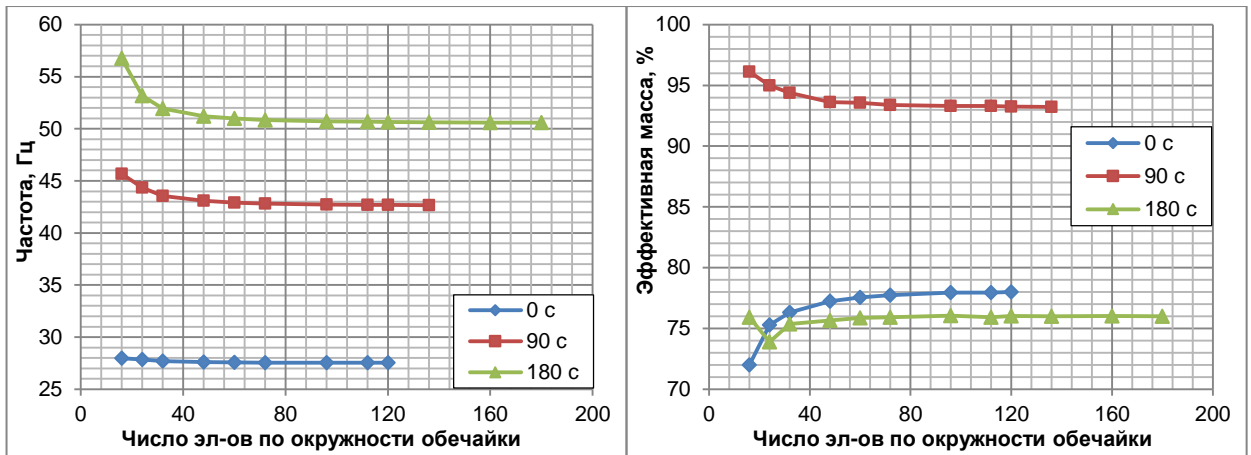 Частота, Гц
60
55
50
45
40
35
30
25
0
40
80
120
160
200
Число эл-ов по окружности обечайки
0 с
90 с
180 с
Эффективная масса, %
100
95
90
85
80
75
70
0
40
80
120
160
200
Число эл-ов по окружности обечайки
0 с
90 с
180 с